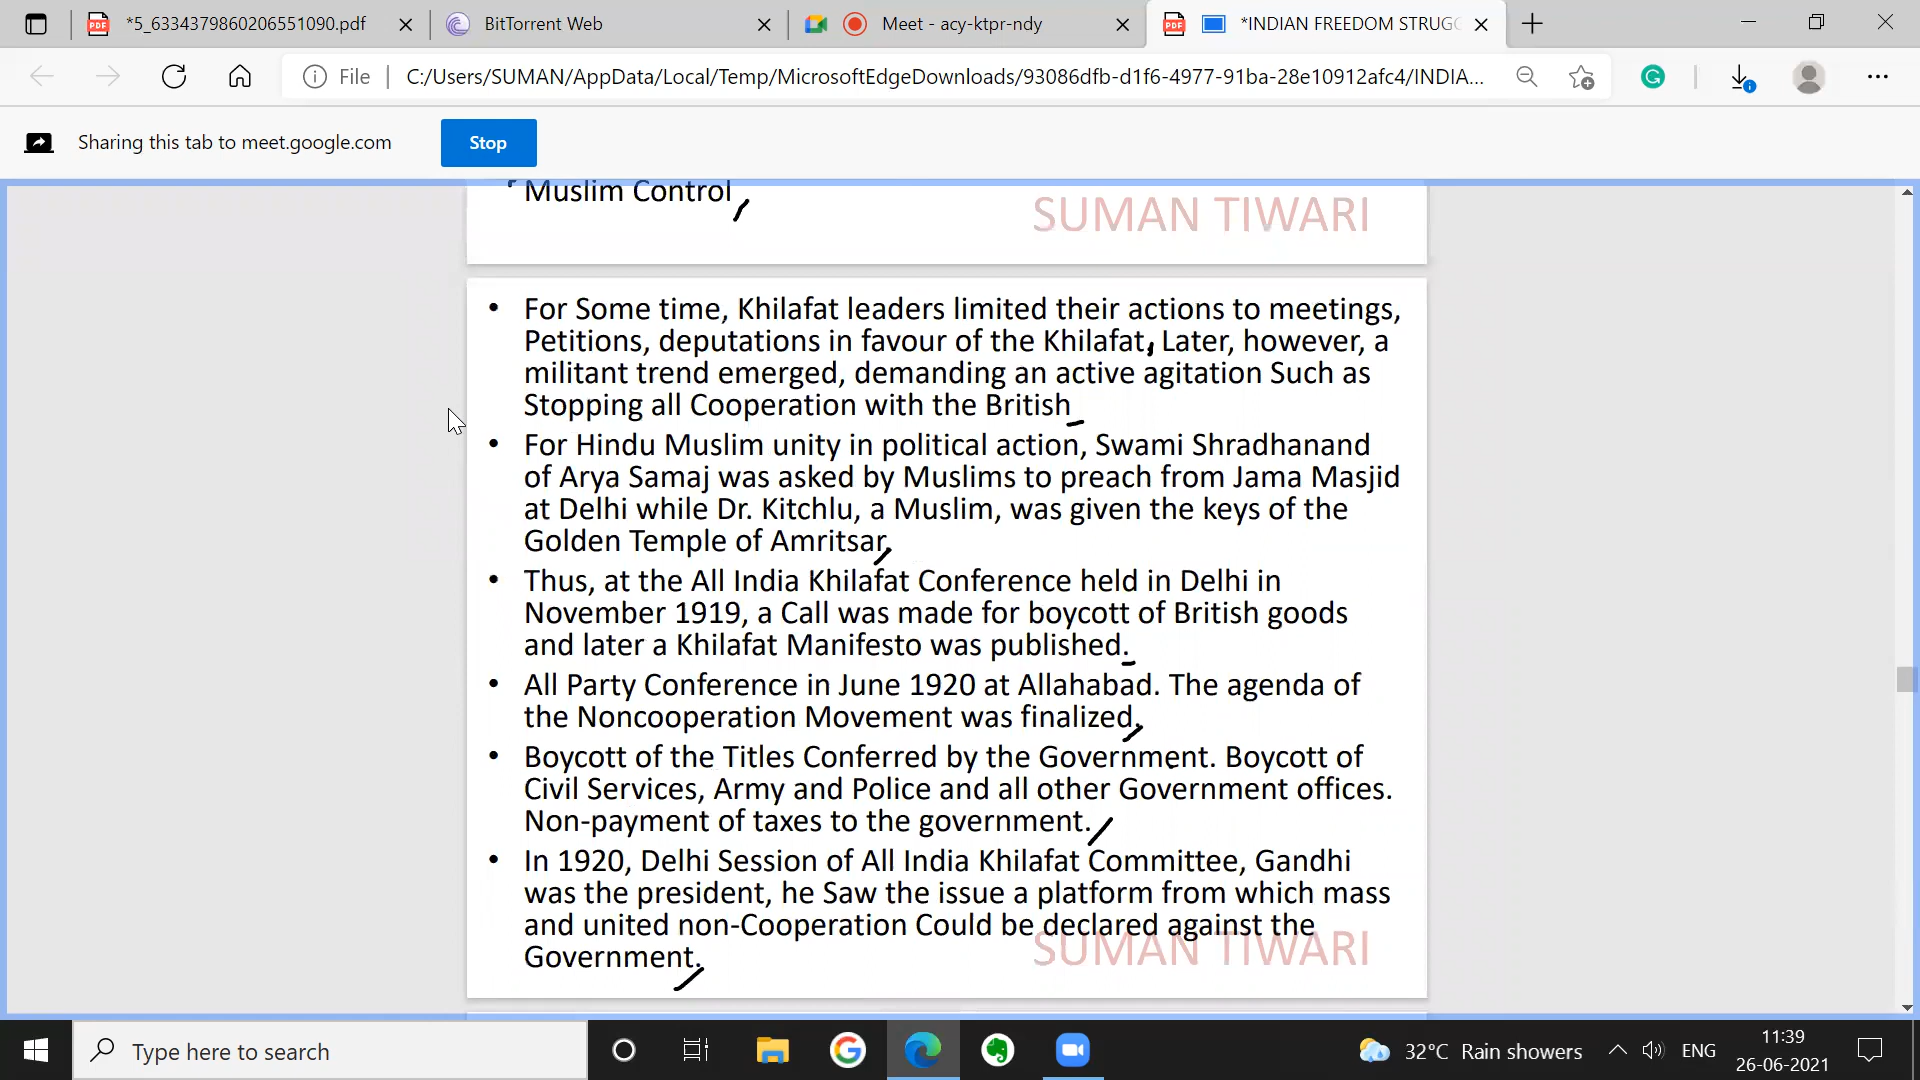 *5_6334379860206551090.pdf
BitTorrent Web
Meet - acy-ktpr-ndy
*INDIAN FREEDOM STRUGG
File
C:/Users/SUMAN/AppData/Local/Temp/MicrosoftEdgeDownloads/93086dfb-d1f6-4977-91ba-28e10912afc4/INDIA...
Sharing this tab to meet.google.com
Stop
Muslim Control
SUMAN TIWARI
• For Some time, Khilafat leaders limited their actions to meetings,
Petitions, deputations in favour of the Khilafat, Later, however, a
militant trend emerged, demanding an active agitation Such as
Stopping all Cooperation with the British
• For Hindu Muslim unity in political action, Swami Shradhanand
of Arya Samaj was asked by Muslims to preach from Jama Masjid
at Delhi while Dr. Kitchlu, a Muslim, was given the keys of the
Golden Temple of Amritsar.
• Thus, at the All India Khilafat Conference held in Delhi in
November 1919, a Call was made for boycott of British goods
and later a Khilafat Manifesto was published.
• All Party Conference in June 1920 at Allahabad. The agenda of
the Noncooperation Movement was finalized.
• Boycott of the Titles Conferred by the Government. Boycott of
Civil Services, Army and Police and all other Government offices.
Non-payment of taxes to the government.
• In 1920, Delhi Session of All India Khilafat Committee, Gandhi
was the president, he Saw the issue a platform from which mass
and united non-Cooperation Could be declared against the
Government.
SUMAN TIWARI
Type here to search
32°C Rain showers
ENG
11:39
26-06-2021